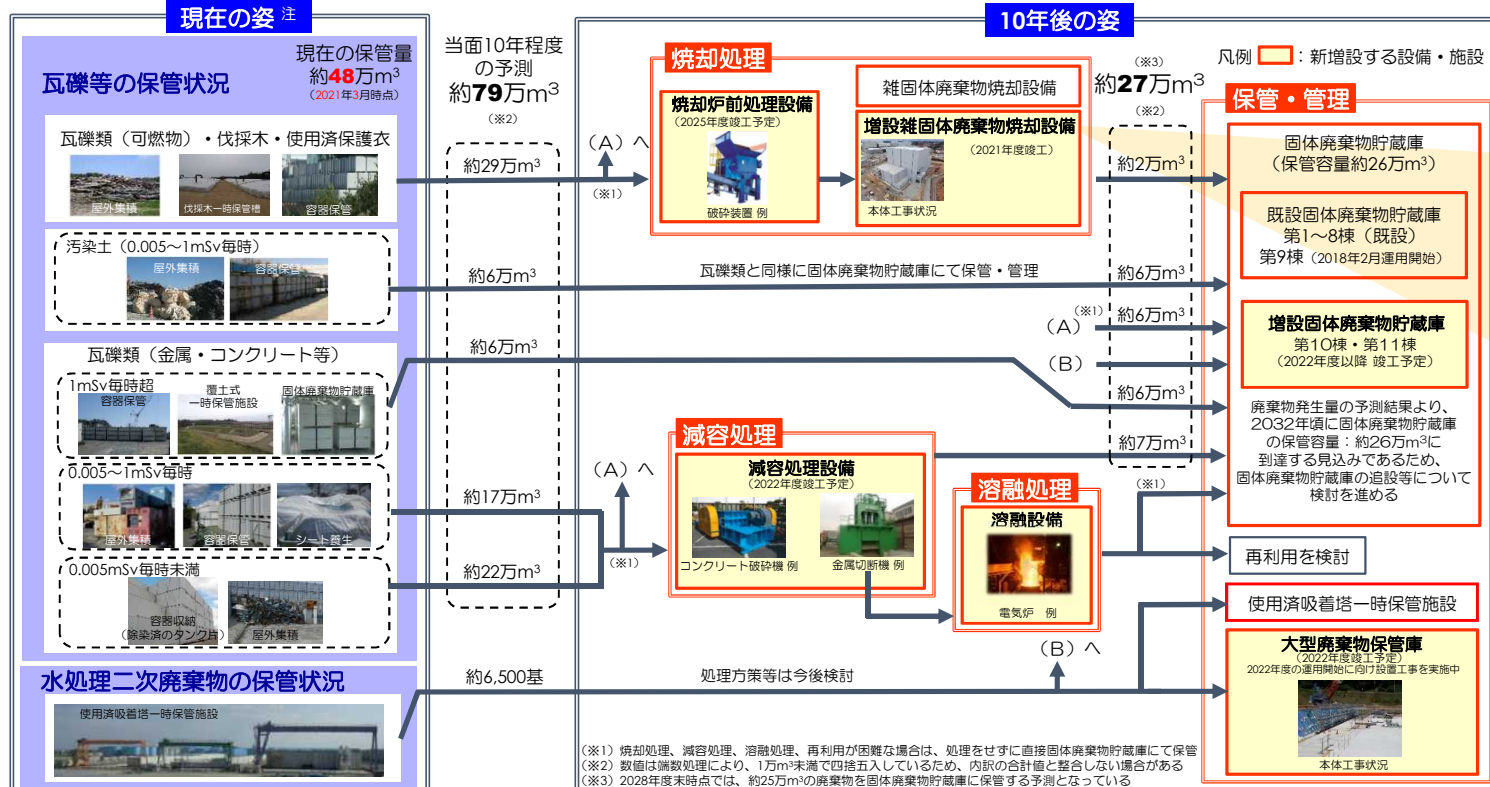 現在の姿 注
瓦礫等の保管状況
現在の保管量
約48万m³
(2021年3月時点)
瓦礫類(可燃物)・伐採木・使用済保護衣
屋外集積
伐採木一時保管槽
容器保管
汚染土(0.005~1mSv毎時)
屋外集積
容器保管
瓦礫類(金属・コンクリート等)
1mSv毎時超
容器保管
覆土式
一時保管施設
固体廃棄物貯蔵庫
0.005~1mSv毎時
屋外集積
容器保管
シート養生
0.005mSv毎時未満
容器収納
(除染済のタンク片)
屋外集積
水処理二次廃棄物の保管状況
使用済吸着塔一時保管施設
当面10年程度
の予測
約79万m³
(※2)
約29万m³
約6万m³
約6万m³
約17万m³
約22万m³
約6,500基
10年後の姿
凡例 :新増設する設備・施設
(A)へ
(※1)
焼却処理
焼却炉前処理設備
(2025年度竣工予定)
破砕装置 例
雑固体廃棄物焼却設備
増設雑固体廃棄物焼却設備
(2021年度竣工)
本体工事状況
瓦礫類と同様に固体廃棄物貯蔵庫にて保管・管理
(A)へ
(※1)
減容処理
減容処理設備
(2022年度竣工予定)
コンクリート破砕機 例
金属切断機 例
溶融処理
溶融設備
電気炉 例
処理方策等は今後検討
(B)へ
(※3)
約27万m³
(※2)
約2万m³
約6万m³
(A)
(※1)
約6万m³
(B)
約6万m³
約7万m³
(※1)
保管・管理
固体廃棄物貯蔵庫
(保管容量約26万m³)
既設固体廃棄物貯蔵庫
第1~8棟(既設)
第9棟(2018年2月運用開始)
増設固体廃棄物貯蔵庫
第10棟・第11棟
(2022年度以降 竣工予定)
廃棄物発生量の予測結果より、
2032年頃に固体廃棄物貯蔵庫
の保管容量:約26万m³に
到達する見込みであるため、
固体廃棄物貯蔵庫の追設等について
検討を進める
再利用を検討
使用済吸着塔一時保管施設
大型廃棄物保管庫
(2022年度竣工予定)
2022年度の運用開始に向け設置工事を実施中
本体工事状況
(※1)焼却処理、減容処理、溶融処理、再利用が困難な場合は、処理をせずに直接固体廃棄物貯蔵庫にて保管
(※2)数値は端数処理により、1万m³未満で四捨五入しているため、内訳の合計値と整合しない場合がある
(※3)2028年度末時点では、約25万m³の廃棄物を固体廃棄物貯蔵庫に保管する予測となっている